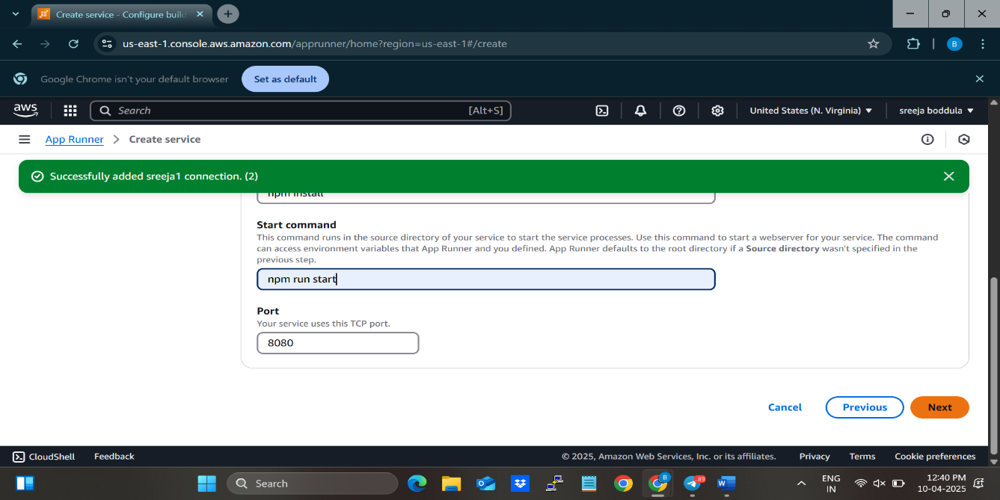 Create service - Configure build
us-east-1.console.aws.amazon.com/apprunner/home?region=us-east-1#/create
B
Google Chrome isn't your default browser
Set as default
aws
Search
[Alt+S]
United States (N. Virginia)
sreeja boddula
App Runner
Create service
Successfully added sreeja1 connection. (2)
npm install
Start command
This command runs in the source directory of your service to start the service processes. Use this command to start a webserver for your service. The command
can access environment variables that App Runner and you defined. App Runner defaults to the root directory if a Source directory wasn't specified in the
previous step.
npm run start
Port
Your service uses this TCP port.
8080
Cancel
Previous
Next
CloudShell
Feedback
© 2025, Amazon Web Services, Inc. or its affiliates.
Privacy
Terms
Cookie preferences
Search
B
89
W
ENG
IN
12:40 PM
10-04-2025